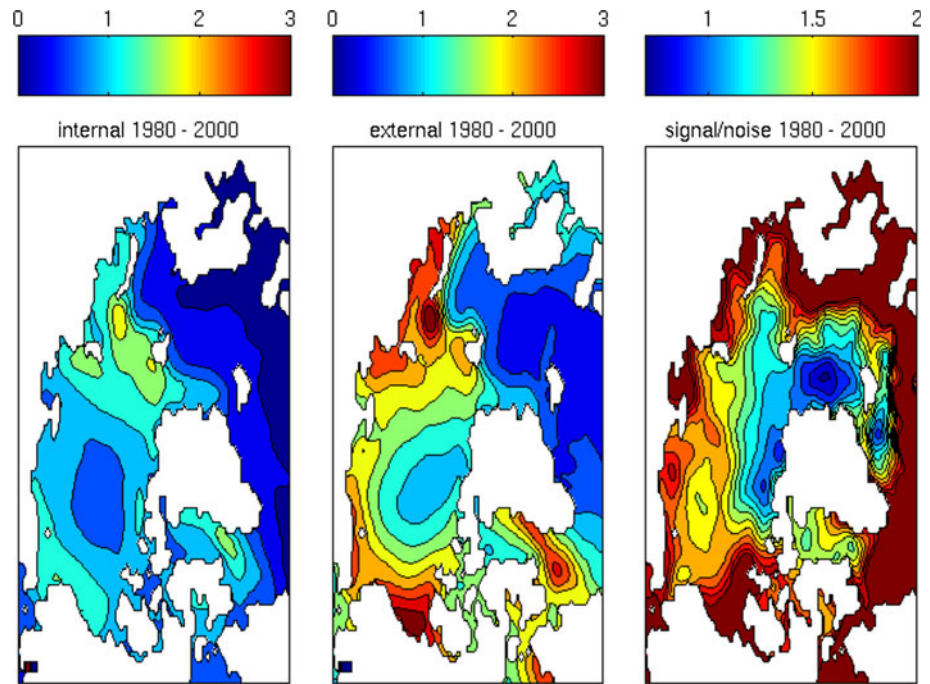 0 1 2 3
0 1 2 3
1 1.5 2
internal 1980 - 2000
external 1980 - 2000
signal/noise 1980 - 2000